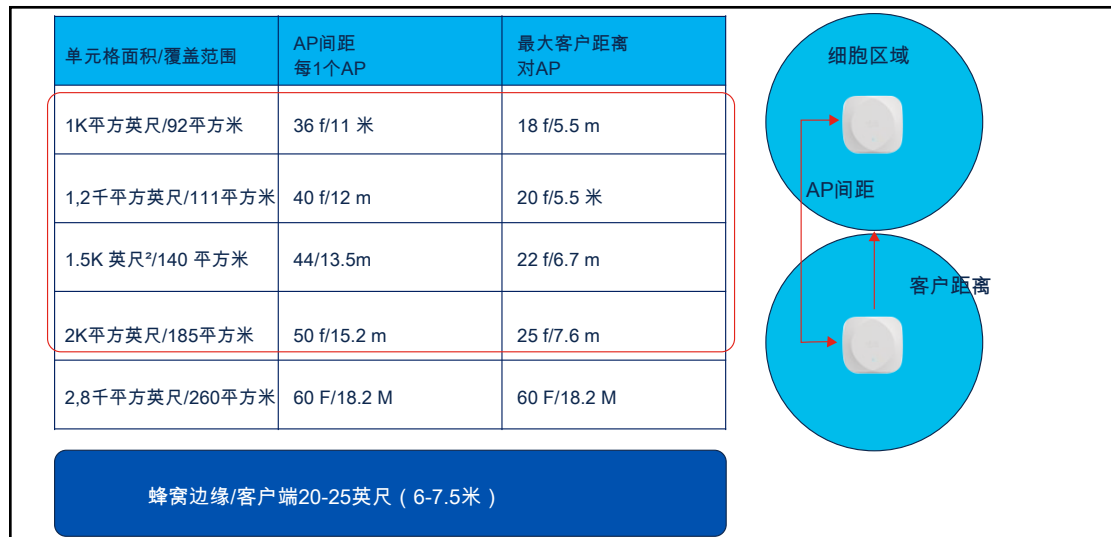 单元格面积/覆盖范围
AP间距
每1个AP
最大客户距离
对AP
1K平方英尺/92平方米
36 f/11 米
18 f/5.5 m
1,2千平方英尺/111平方米
40 f/12 m
20 f/5.5 米
1.5K 英尺²/140 平方米
44/13.5m
22 f/6.7 m
2K平方英尺/185平方米
50 f/15.2 m
25 f/7.6 m
2,8千平方英尺/260平方米
60 F/18.2 M
60 F/18.2 M
蜂窝边缘/客户端20-25英尺（6-7.5米）
细胞区域
AP间距
客户距离